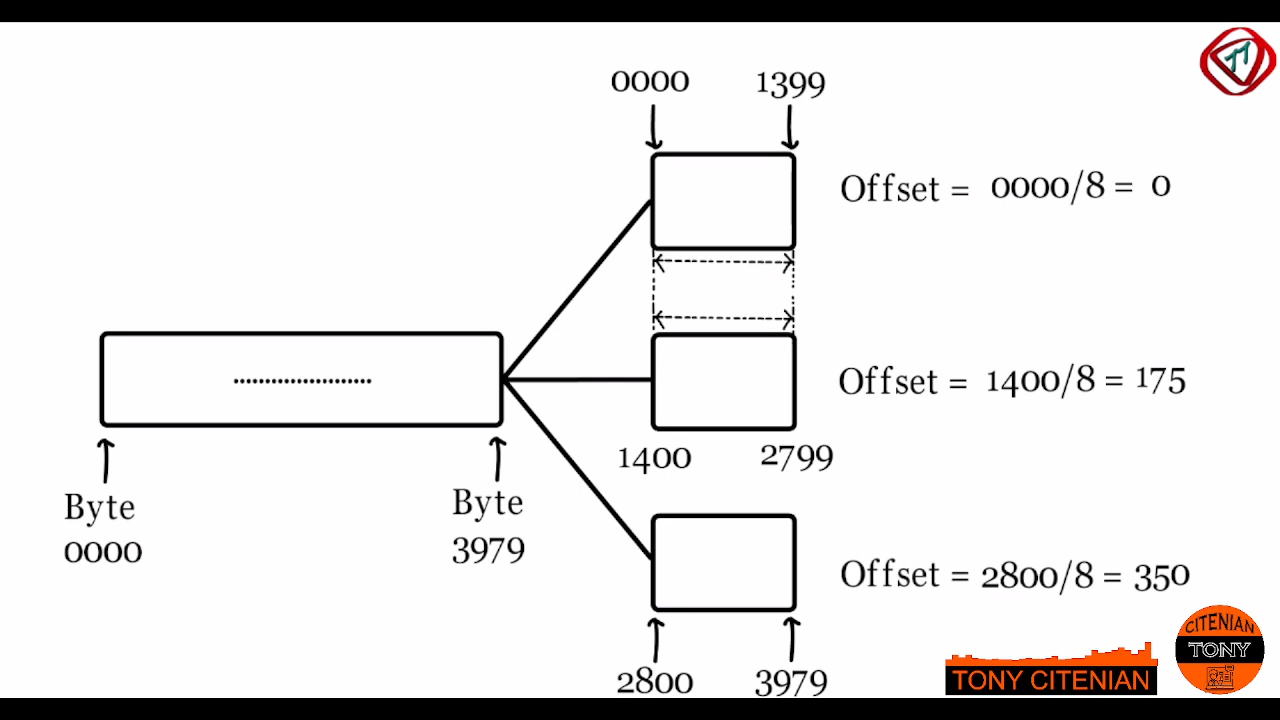 0000 1399
Offset = 0000/8 = 0
Offset = 1400/8 = 175
1400 2799
Byte Byte
0000 3979
Offset = 2800/8 = 350
2800 3979
CITENIAN
TONY
TONY CITENIAN